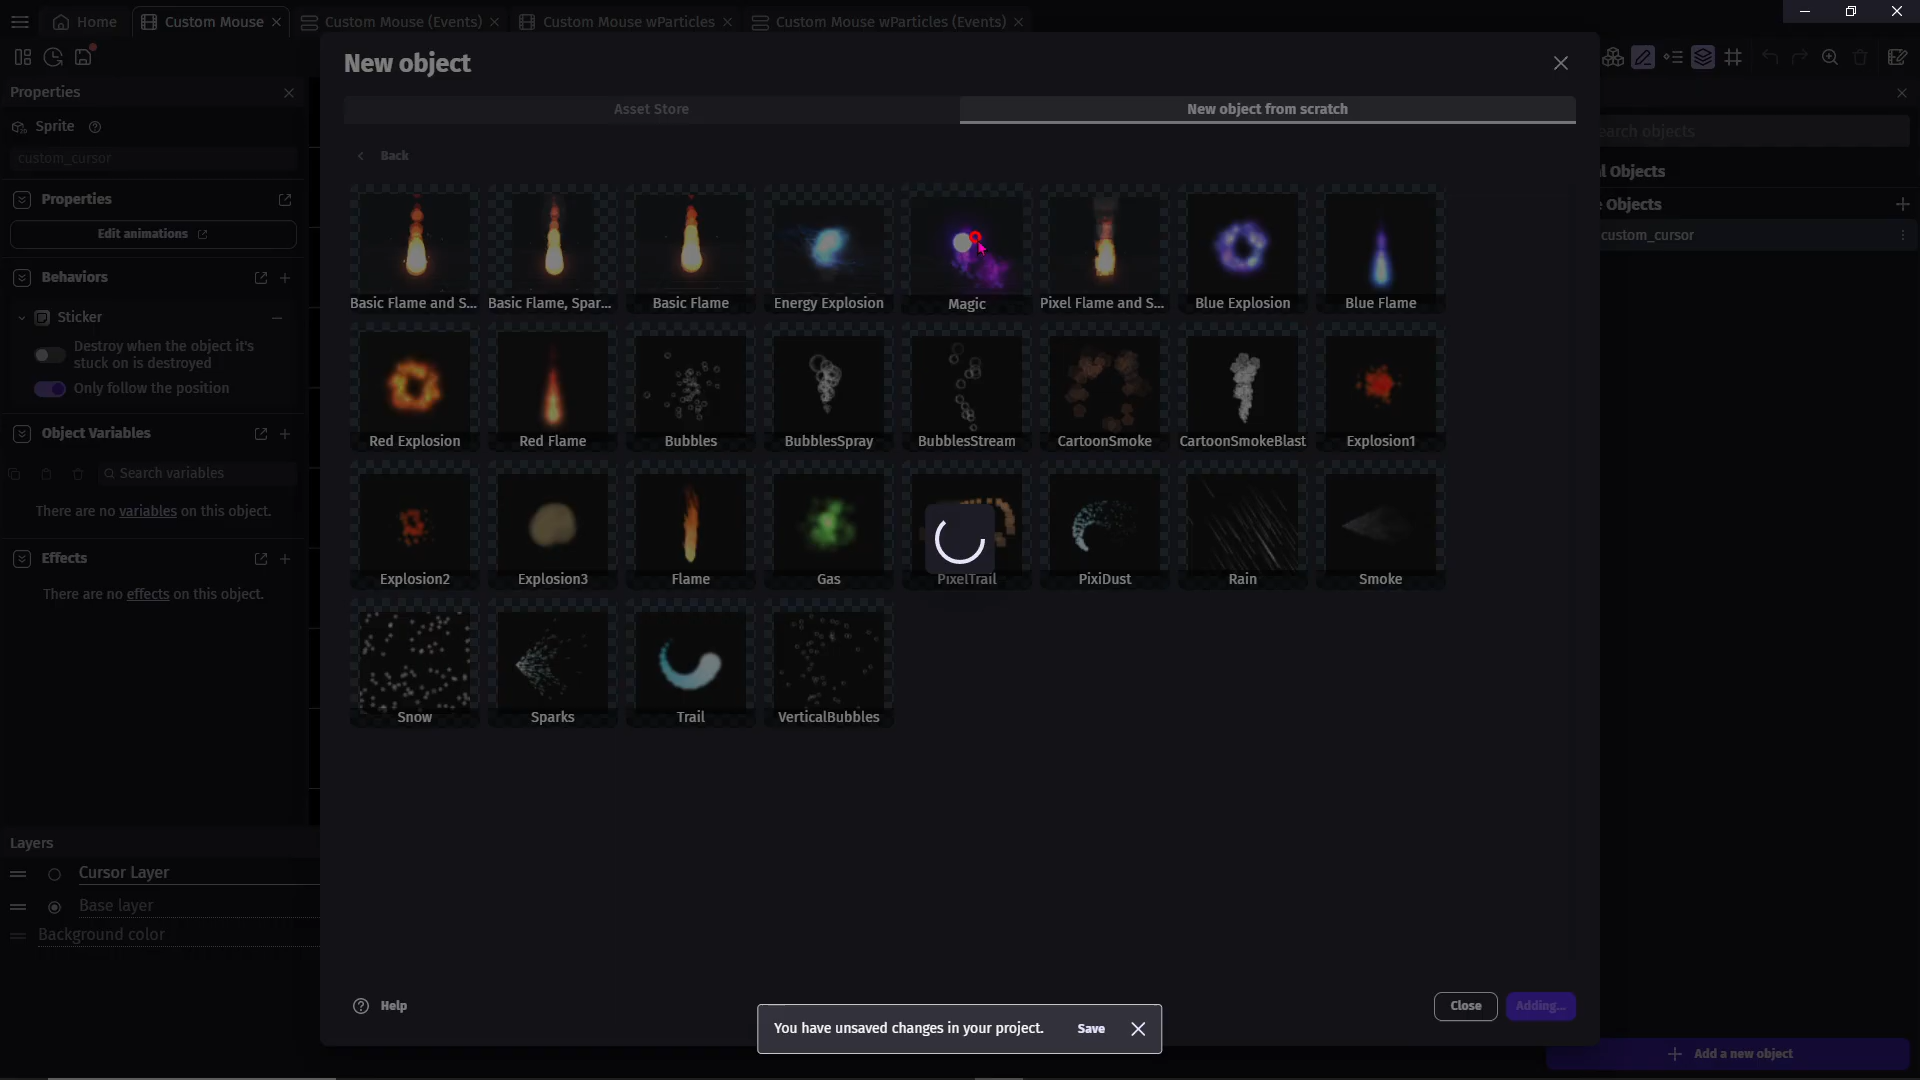 Home
Custom Mouse
Custom Mouse (Events)
Custom Mouse wParticles
Custom Mouse wParticles (Events)
New object
Properties
Asset Store
New object from scratch
Sprite
earch objects
custom_cursor
Back
l Objects
Properties
e Objects
Edit animations
custom_cursor
Behaviors
Basic Flame and S...
Basic Flame, Spar...
Basic Flame
Energy Explosion
Magic
Pixel Flame and S...
Blue Explosion
Blue Flame
Sticker
Destroy when the object it's
stuck on is destroyed
Only follow the position
Object Variables
Red Explosion
Red Flame
Bubbles
BubblesSpray
BubblesStream
CartoonSmoke
CartoonSmokeBlast
Explosion1
Search variables
There are no variables on this object.
Effects
Explosion2
Explosion3
Flame
Gas
PixelTrail
PixiDust
Rain
Smoke
There are no effects on this object.
Snow
Sparks
Trail
VerticalBubbles
Layers
Cursor Layer
Base layer
Background color
Help
Close
Adding...
You have unsaved changes in your project.
Save
Add a new object